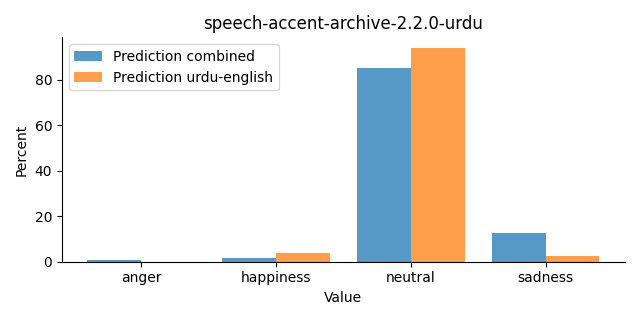 speech-accent-archive-2.2.0-urdu
Prediction combined
Prediction urdu-english
Percent
80
60
40
20
0
anger happiness neutral sadness
Value